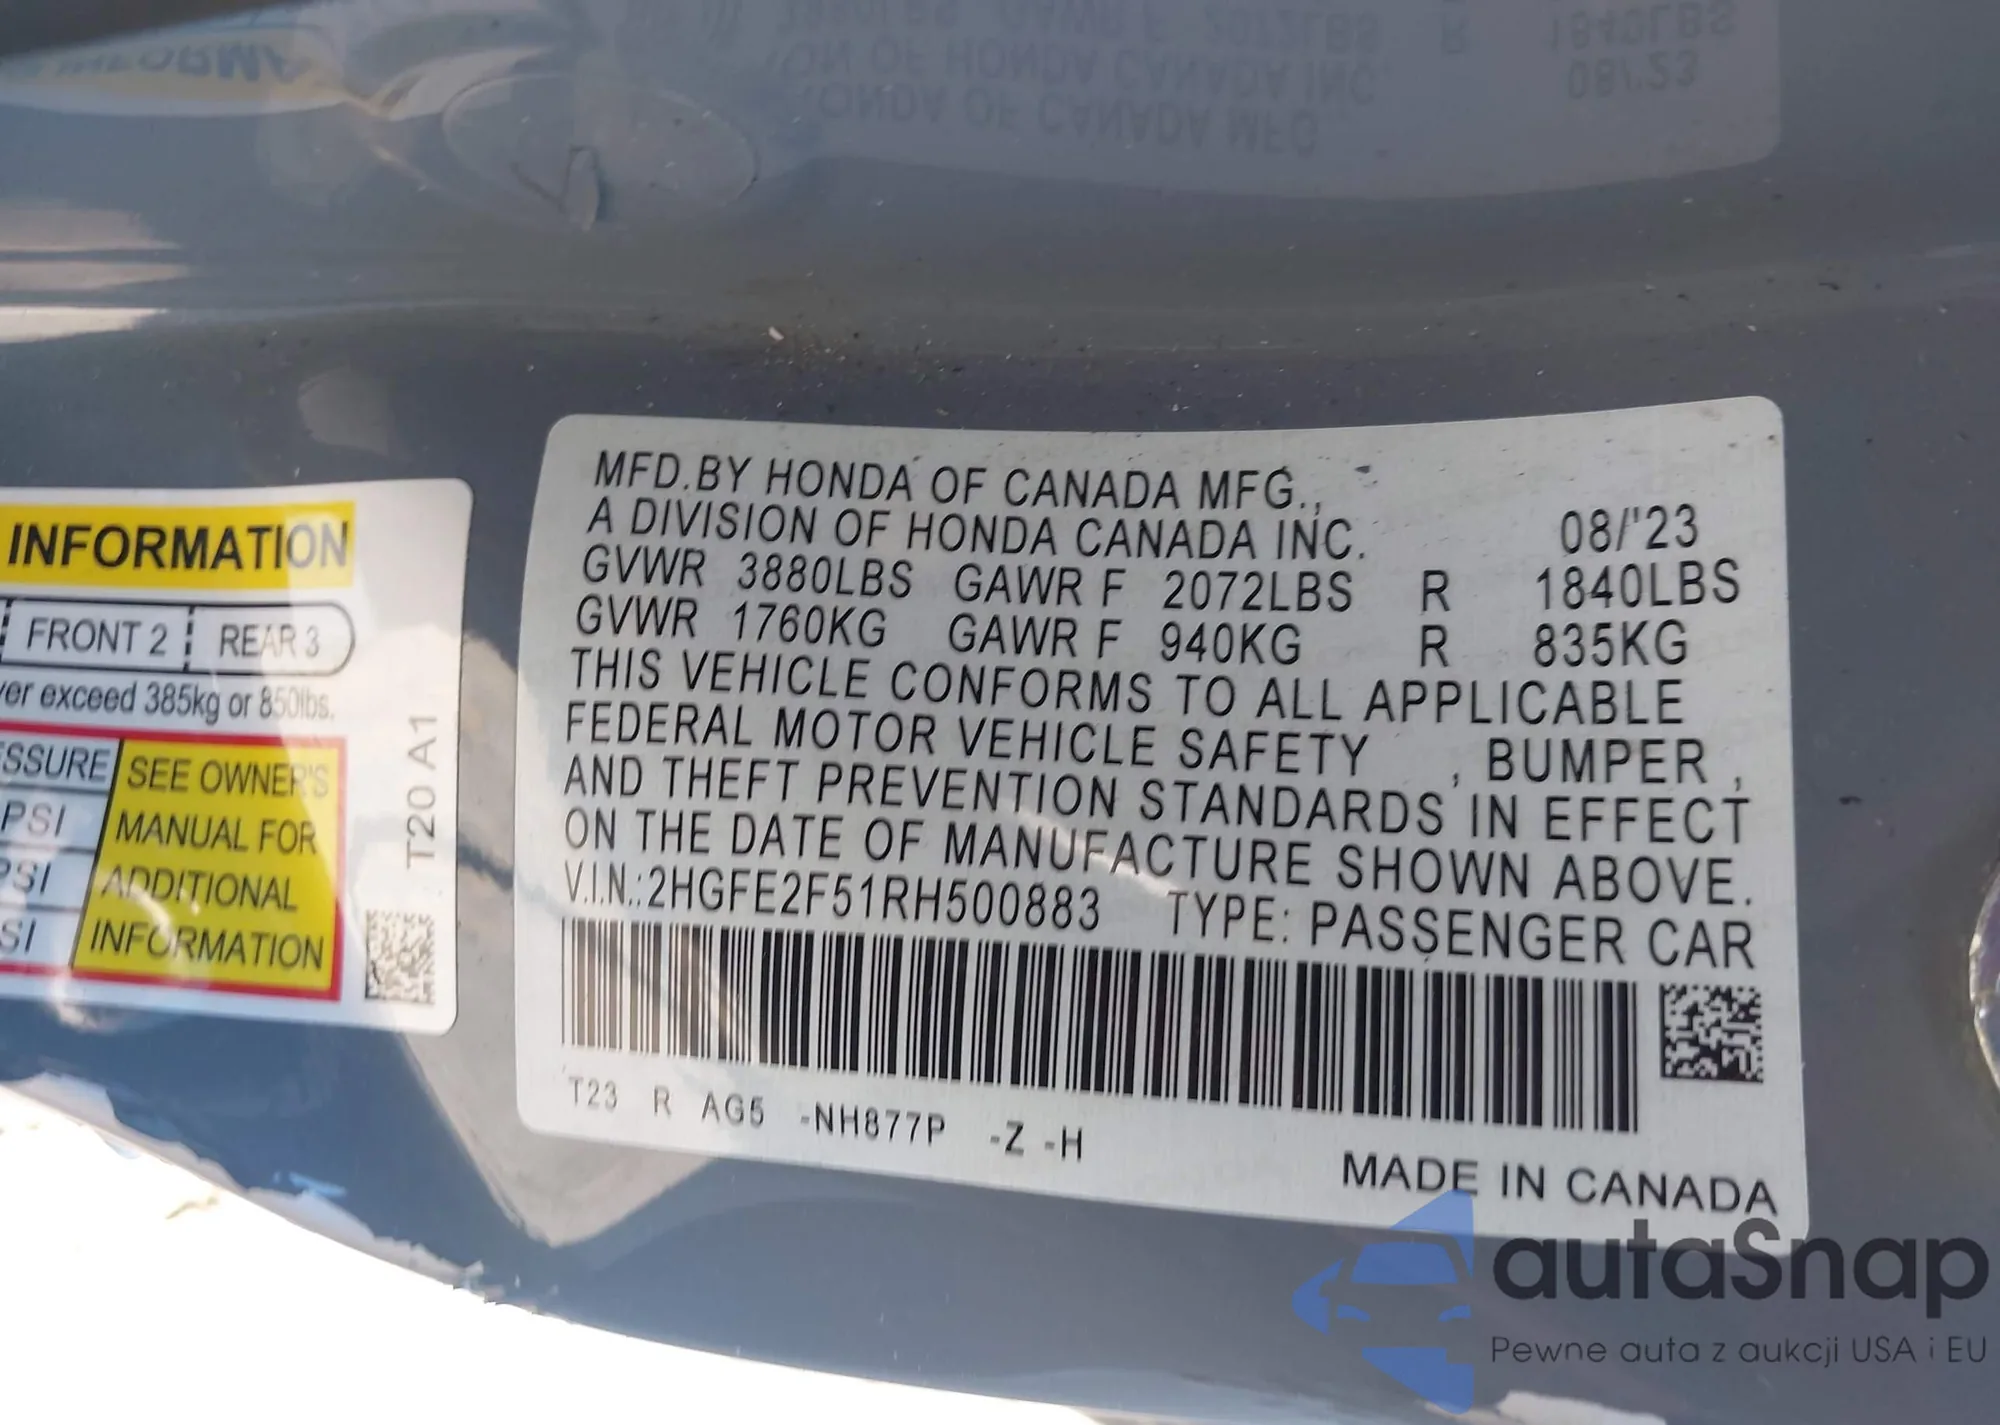 INFORMATION
FRONT 2 REAR 3
ver exceed 385kg or 850lbs.
SSURE
PSI
PSI
SI
SEE OWNER'S
MANUAL FOR
ADDITIONAL
INFORMATION
T20 A1
MFD.BY HONDA OF CANADA MFG.,
A DIVISION OF HONDA CANADA INC. 08/'23
GVWR 3880LBS GAWR F 2072LBS R 1840LBS
GVWR 1760KG GAWR F 940KG R 835KG
THIS VEHICLE CONFORMS TO ALL APPLICABLE
FEDERAL MOTOR VEHICLE SAFETY , BUMPER ,
AND THEFT PREVENTION STANDARDS IN EFFECT
ON THE DATE OF MANUFACTURE SHOWN ABOVE.
V.I.N.:2HGFE2F51RH500883 TYPE: PASSENGER CAR
T23 R AG5 -NH877P -Z -H
MADE IN CANADA
autaSnap
Pewne auta z aukcji USA i EU